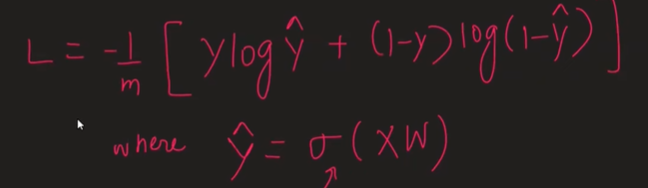 L = -1/m [ y log ŷ + (1-y) log(1-ŷ) ]
where ŷ = σ(XW)